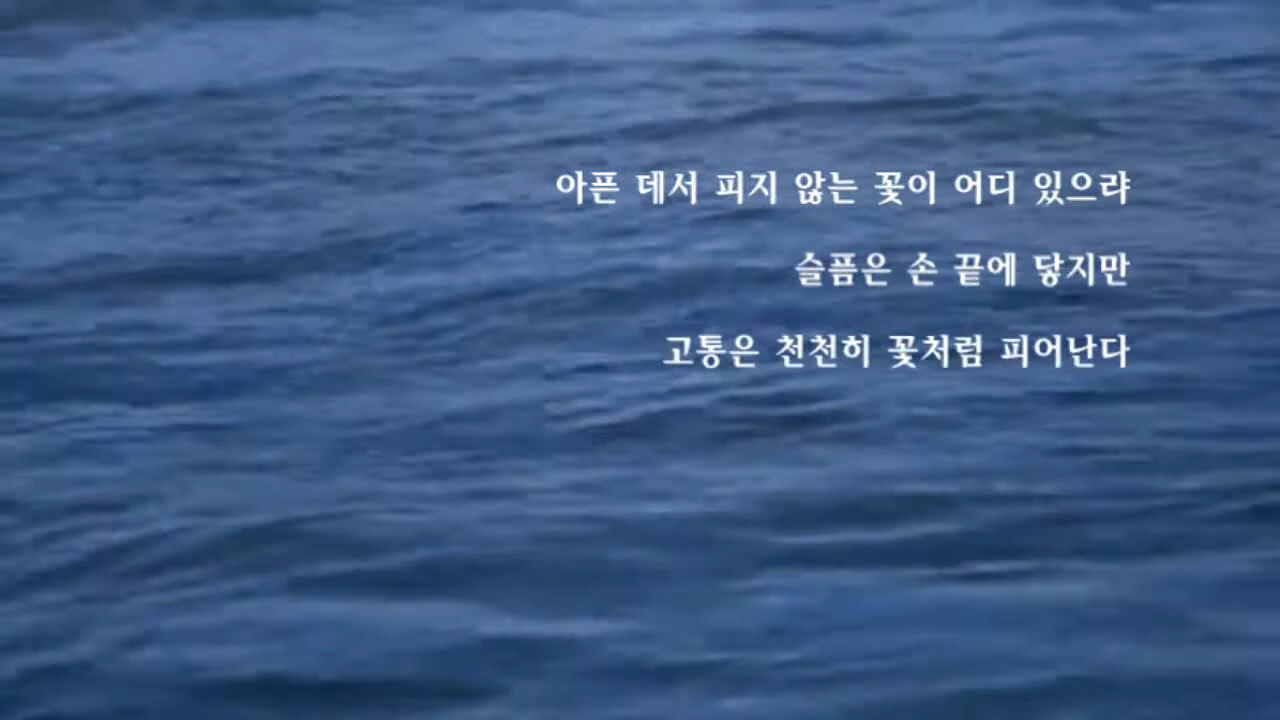 아픈 데서 피지 않는 꽃이 어디 있으랴
슬픔은 손 끝에 닿지만
고통은 천천히 꽃처럼 피어난다